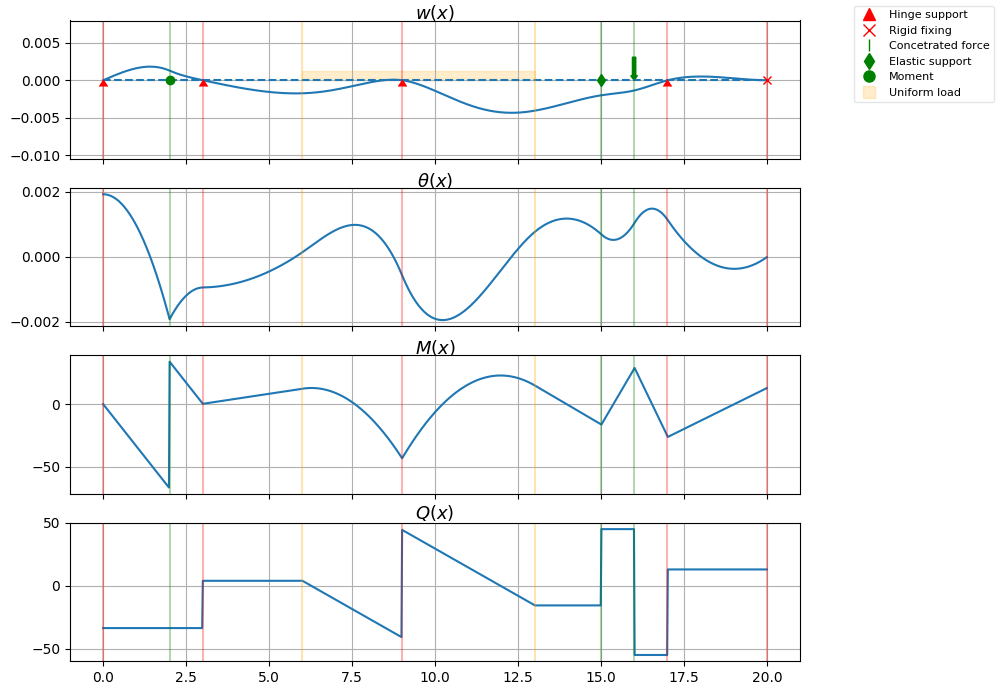 w(x)
0.005
0.000
−0.005
−0.010
Hinge support
Rigid fixing
Concetrated force
Elastic support
Moment
Uniform load
θ(x)
0.002
0.000
−0.002
M(x)
0
−50
Q(x)
50
0
−50
0.0 2.5 5.0 7.5 10.0 12.5 15.0 17.5 20.0